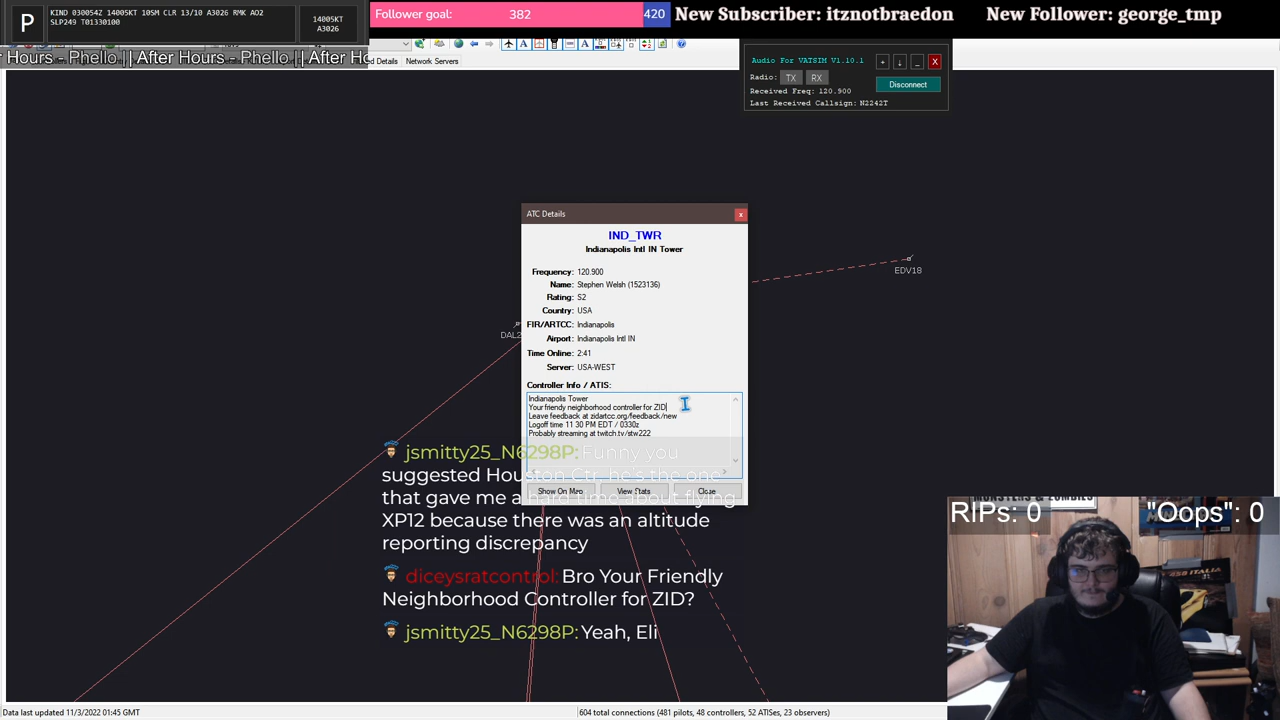 P
KIND 030054Z 14005KT 10SM CLR 13/10 A3026 RMK AO2
SLP249 T01330100
14005KT
A3026
Follower goal:
382
420
New Subscriber: itznotbraedon
New Follower: george_tmp
r Hours - Phello || After Hours - Phello || After Ho
d Details
Network Servers
Audio For VATSIM V1.10.1
+
↓
_
X
Radio:
TX
RX
Disconnect
Received Freq: 120.900
Last Received Callsign: N2242T
ATC Details
x
IND_TWR
Indianapolis Intl IN Tower
Frequency: 120.900
Name: Stephen Welsh (1523136)
Rating: S2
Country: USA
FIR/ARTCC: Indianapolis
Airport: Indianapolis Intl IN
Time Online: 2:41
Server: USA-WEST
Controller Info / ATIS:
Indianapolis Tower
Your friendy neighborhood controller for ZID
Leave feedback at zidartcc.org/feedback/new
Logoff time 11 30 PM EDT / 0330z
Probably streaming at twitch.tv/stw222
Show On Map
View Stats
Close
EDV18
DAL2
jsmitty25_N6298P: Funny you
suggested Houston Ctr, he's the one
that gave me a hard time about flying
XP12 because there was an altitude
reporting discrepancy
diceysratcontrol: Bro Your Friendly
Neighborhood Controller for ZID?
jsmitty25_N6298P: Yeah, Eli
RIPs: 0
"Oops": 0
Data last updated 11/3/2022 01:45 GMT
604 total connections (481 pilots, 48 controllers, 52 ATISes, 23 observers)